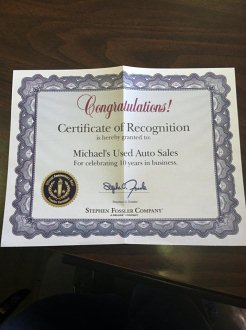 Congratulations!
Certificate of Recognition
is hereby granted to:
Michael's Used Auto Sales
For celebrating 10 years in business.
STEPHEN FOSSLER COMPANY